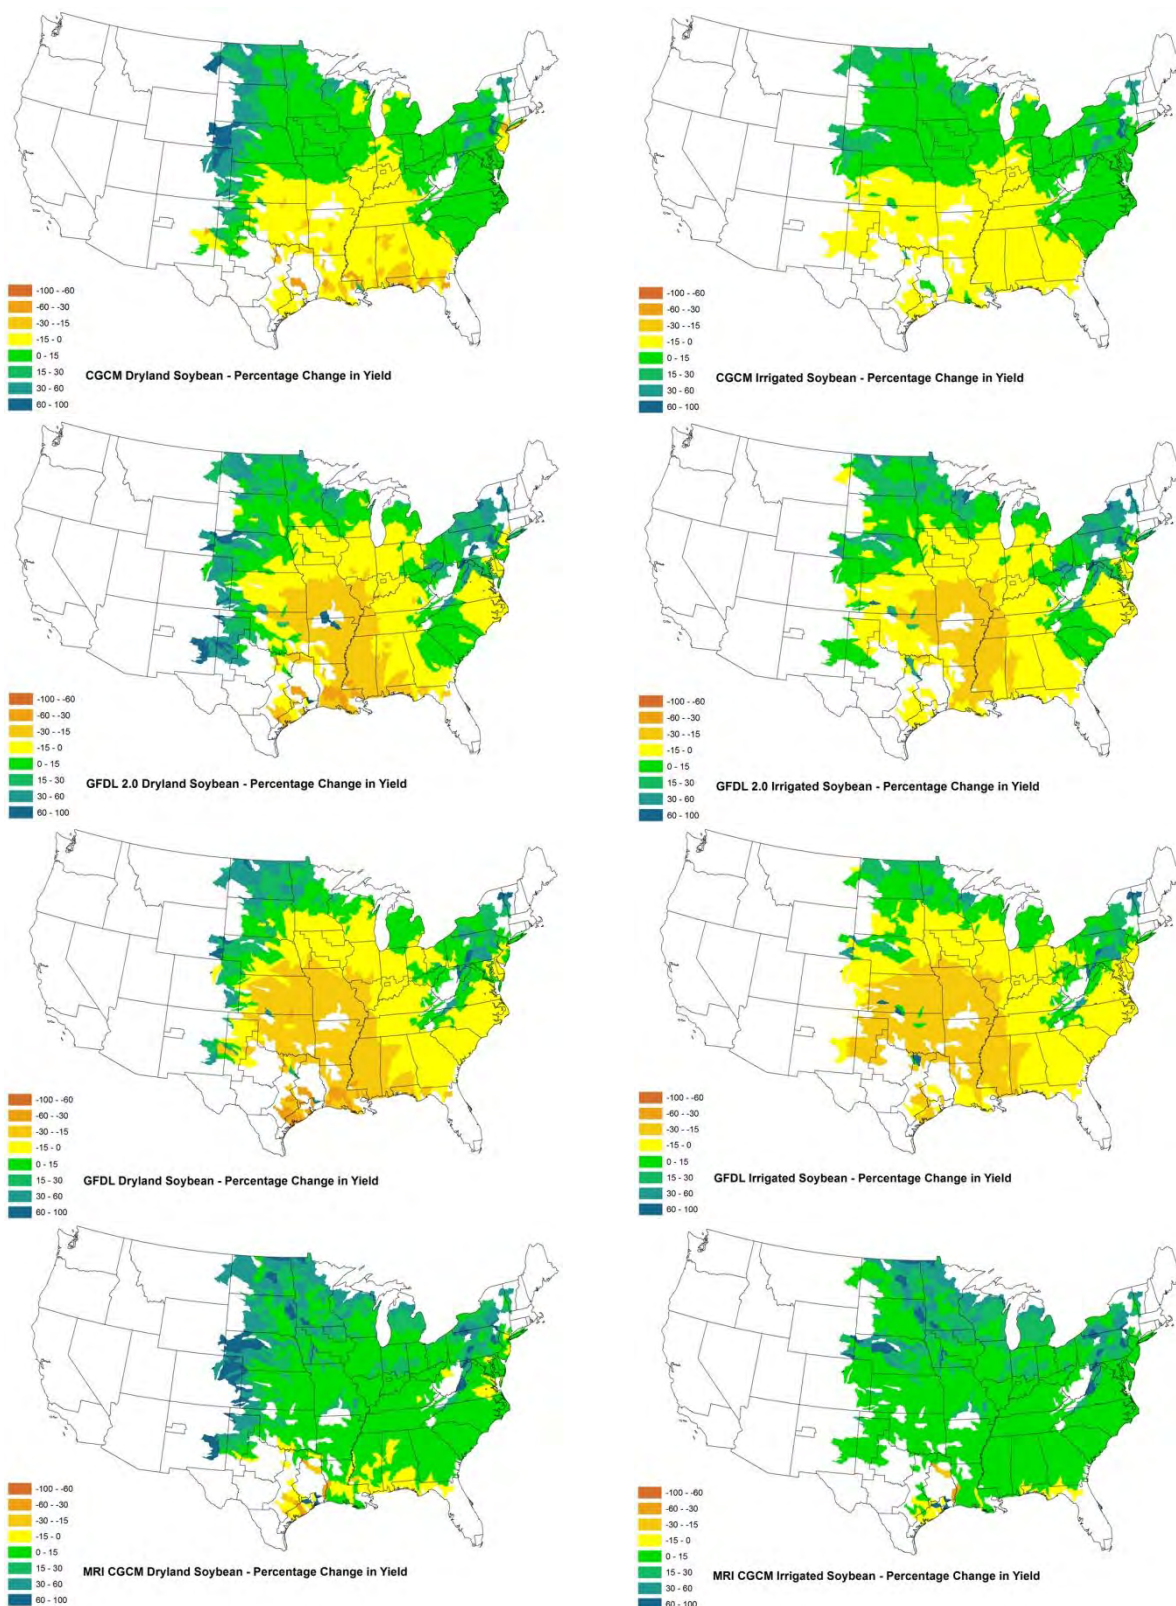 -100 - -60
-60 - -30
-30 - -15
-15 - 0
0 - 15
15 - 30
30 - 60
60 - 100
CGCM Dryland Soybean - Percentage Change in Yield
-100 - -60
-60 - -30
-30 - -15
-15 - 0
0 - 15
15 - 30
30 - 60
60 - 100
CGCM Irrigated Soybean - Percentage Change in Yield
-100 - -60
-60 - -30
-30 - -15
-15 - 0
0 - 15
15 - 30
30 - 60
60 - 100
GFDL 2.0 Dryland Soybean - Percentage Change in Yield
-100 - -60
-60 - -30
-30 - -15
-15 - 0
0 - 15
15 - 30
30 - 60
60 - 100
GFDL 2.0 Irrigated Soybean - Percentage Change in Yield
-100 - -60
-60 - -30
-30 - -15
-15 - 0
0 - 15
15 - 30
30 - 60
60 - 100
GFDL Dryland Soybean - Percentage Change in Yield
-100 - -60
-60 - -30
-30 - -15
-15 - 0
0 - 15
15 - 30
30 - 60
60 - 100
GFDL Irrigated Soybean - Percentage Change in Yield
-100 - -60
-60 - -30
-30 - -15
-15 - 0
0 - 15
15 - 30
30 - 60
60 - 100
MRI CGCM Dryland Soybean - Percentage Change in Yield
-100 - -60
-60 - -30
-30 - -15
-15 - 0
0 - 15
15 - 30
30 - 60
60 - 100
MRI CGCM Irrigated Soybean - Percentage Change in Yield